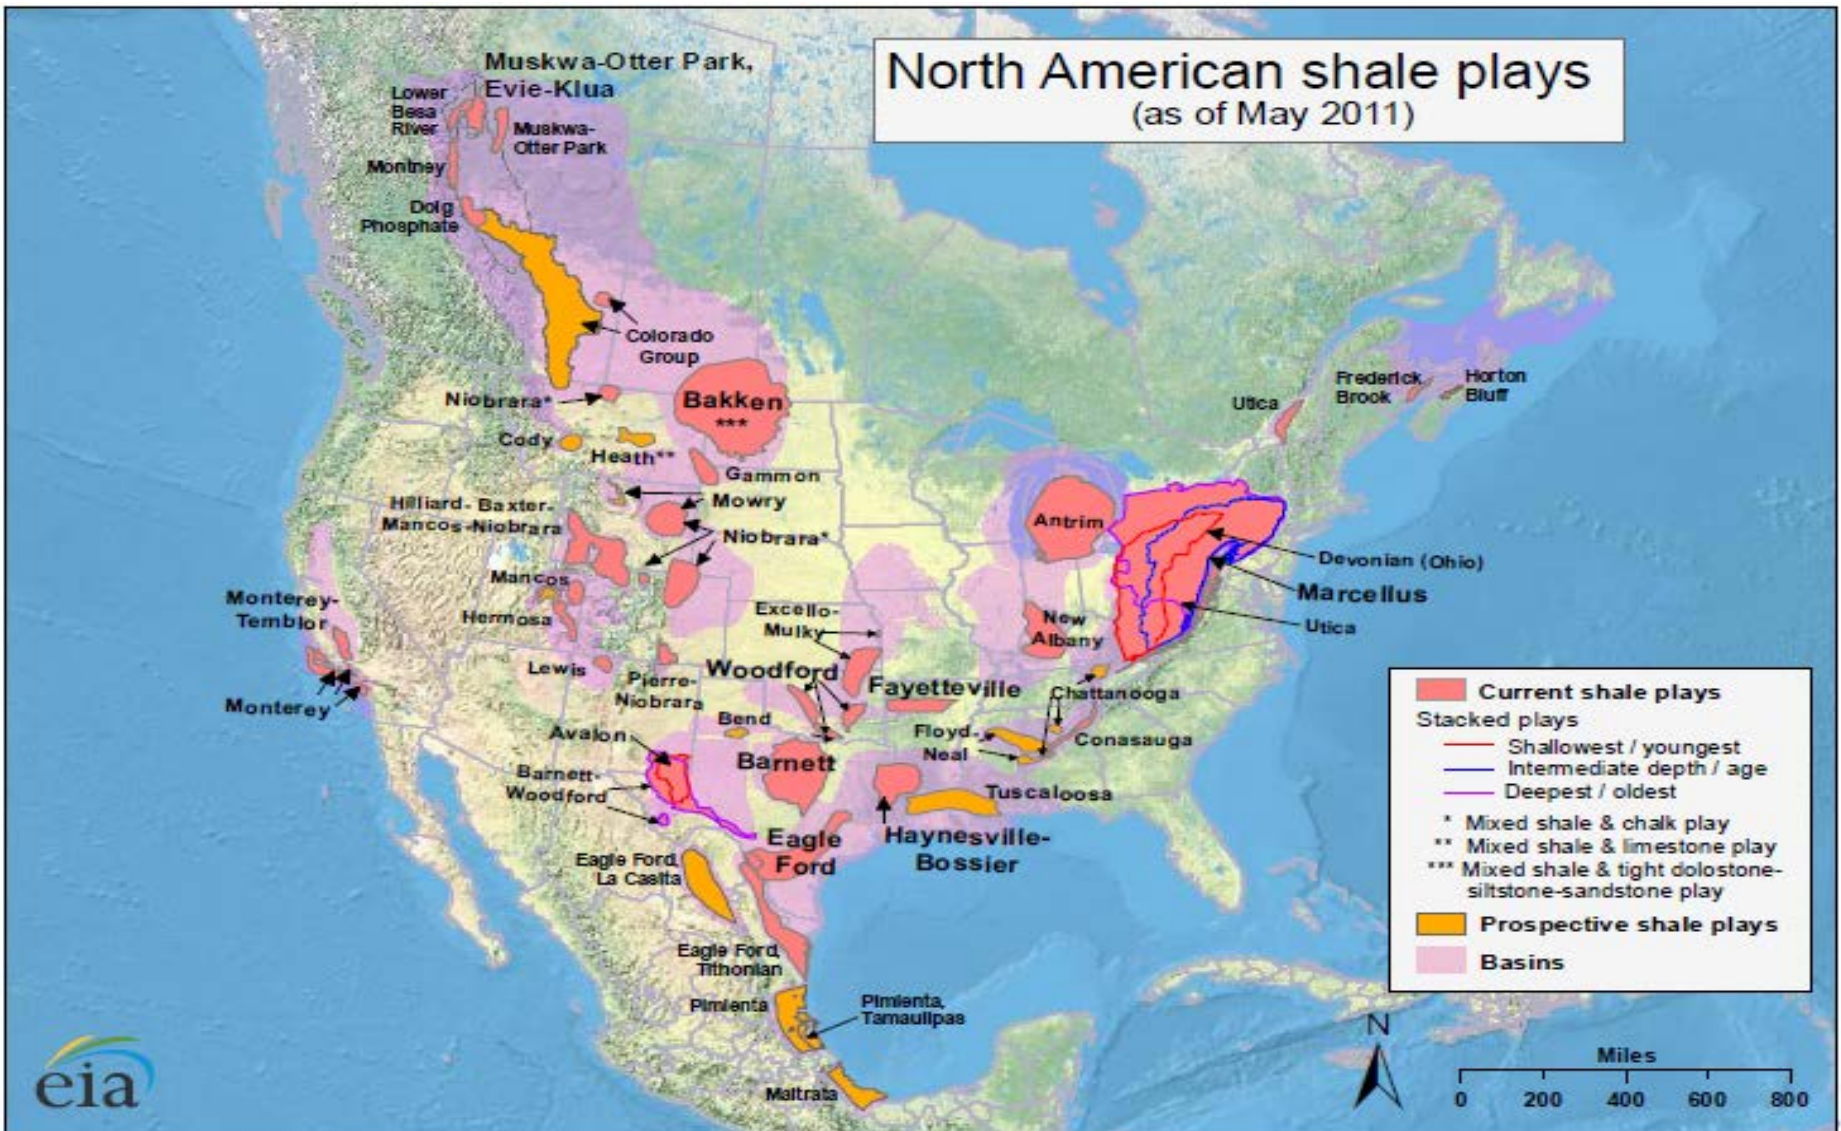 North American shale plays
(as of May 2011)
Muskwa-Otter Park,
Evie-Klua
Lower
Besa
River
Muskwa-
Otter Park
Montney
Doig
Phosphate
Colorado
Group
Niobrara*
Bakken
***
Cody
Heath**
Gammon
Mowry
Hilliard-Baxter-
Mancos-Niobrara
Niobrara*
Mancos
Hermosa
Monterey-
Temblor
Monterey
Lewis
Pierre-
Niobrara
Excello-
Mulky
Woodford
Fayetteville
Bend
Avalon
Barnett-
Woodford
Barnett
Eagle
Ford
Haynesville-
Bossier
Tuscaloosa
Floyd-
Neal
Chattanooga
Conasauga
New
Albany
Antrim
Devonian (Ohio)
Marcellus
Utica
Utica
Frederick
Brook
Horton
Bluff
Eagle Ford,
La Casita
Eagle Ford,
Tithonian
Pimienta
Pimienta,
Tamaulipas
Maltrata
Current shale plays
Stacked plays
Shallowest / youngest
Intermediate depth / age
Deepest / oldest
* Mixed shale & chalk play
** Mixed shale & limestone play
*** Mixed shale & tight dolostone-
siltstone-sandstone play
Prospective shale plays
Basins
N
Miles
0 200 400 600 800
eia